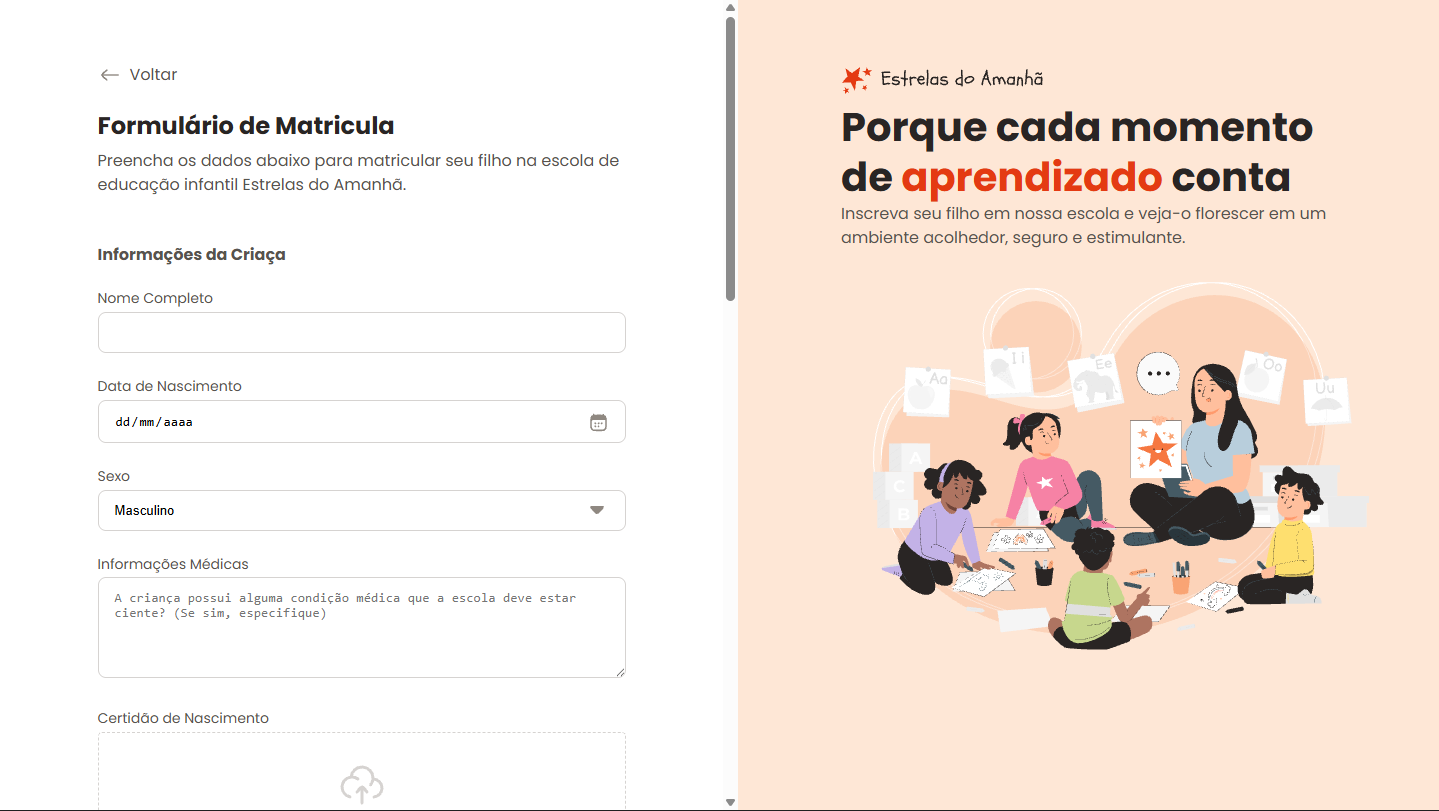 Voltar
Formulário de Matricula
Preencha os dados abaixo para matricular seu filho na escola de
educação infantil Estrelas do Amanhã.
Informações da Criaça
Nome Completo
Data de Nascimento
dd/mm/aaaa
Sexo
Masculino
Informações Médicas
A criança possui alguma condição médica que a escola deve estar
ciente? (Se sim, especifique)
Certidão de Nascimento
Estrelas do Amanhã
Porque cada momento
de aprendizado conta
Inscreva seu filho em nossa escola e veja-o florescer em um
ambiente acolhedor, seguro e estimulante.
Aa
Ii
Ee
Oo
Uu
A
C
B